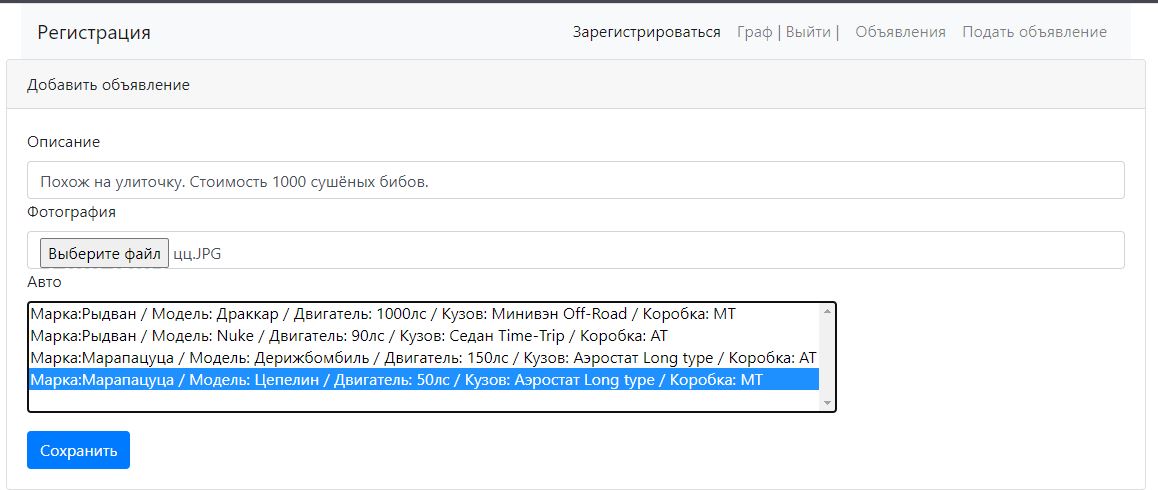 Регистрация Зарегистрироваться Граф | Выйти | Объявления Подать объявление
Добавить объявление
Описание
Похож на улиточку. Стоимость 1000 сушёных бибов.
Фотография
Выберите файл цц.JPG
Авто
Марка:Рыдван / Модель: Драккар / Двигатель: 1000лс / Кузов: Минивэн Off-Road / Коробка: МТ
Марка:Рыдван / Модель: Nuke / Двигатель: 90лс / Кузов: Седан Time-Trip / Коробка: АТ
Марка:Марапацуца / Модель: Дерижбомбиль / Двигатель: 150лс / Кузов: Аэростат Long type / Коробка: АТ
Марка:Марапацуца / Модель: Цепелин / Двигатель: 50лс / Кузов: Аэростат Long type / Коробка: МТ
Сохранить